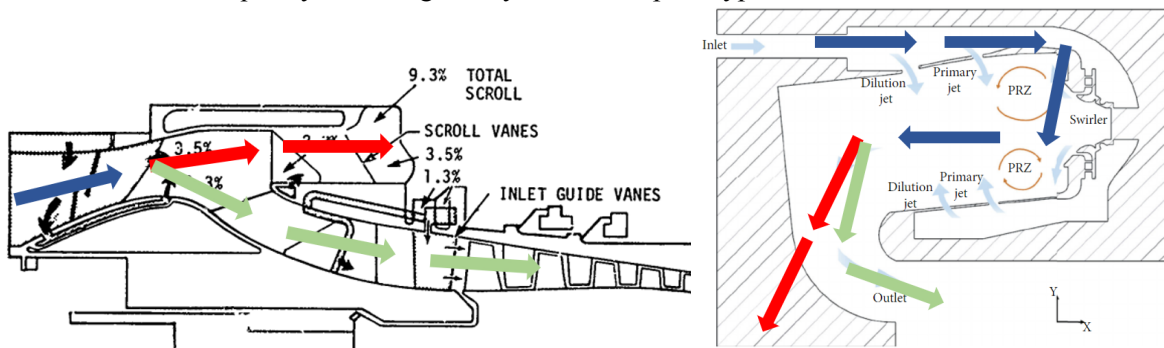 9.3% TOTAL
SCROLL
SCROLL VANES
3.5%
3.5%
1.3%
INLET GUIDE VANES
Inlet
Dilution
jet
Primary
jet
PRZ
Swirler
PRZ
Primary
jet
Dilution
jet
Outlet
Y
X